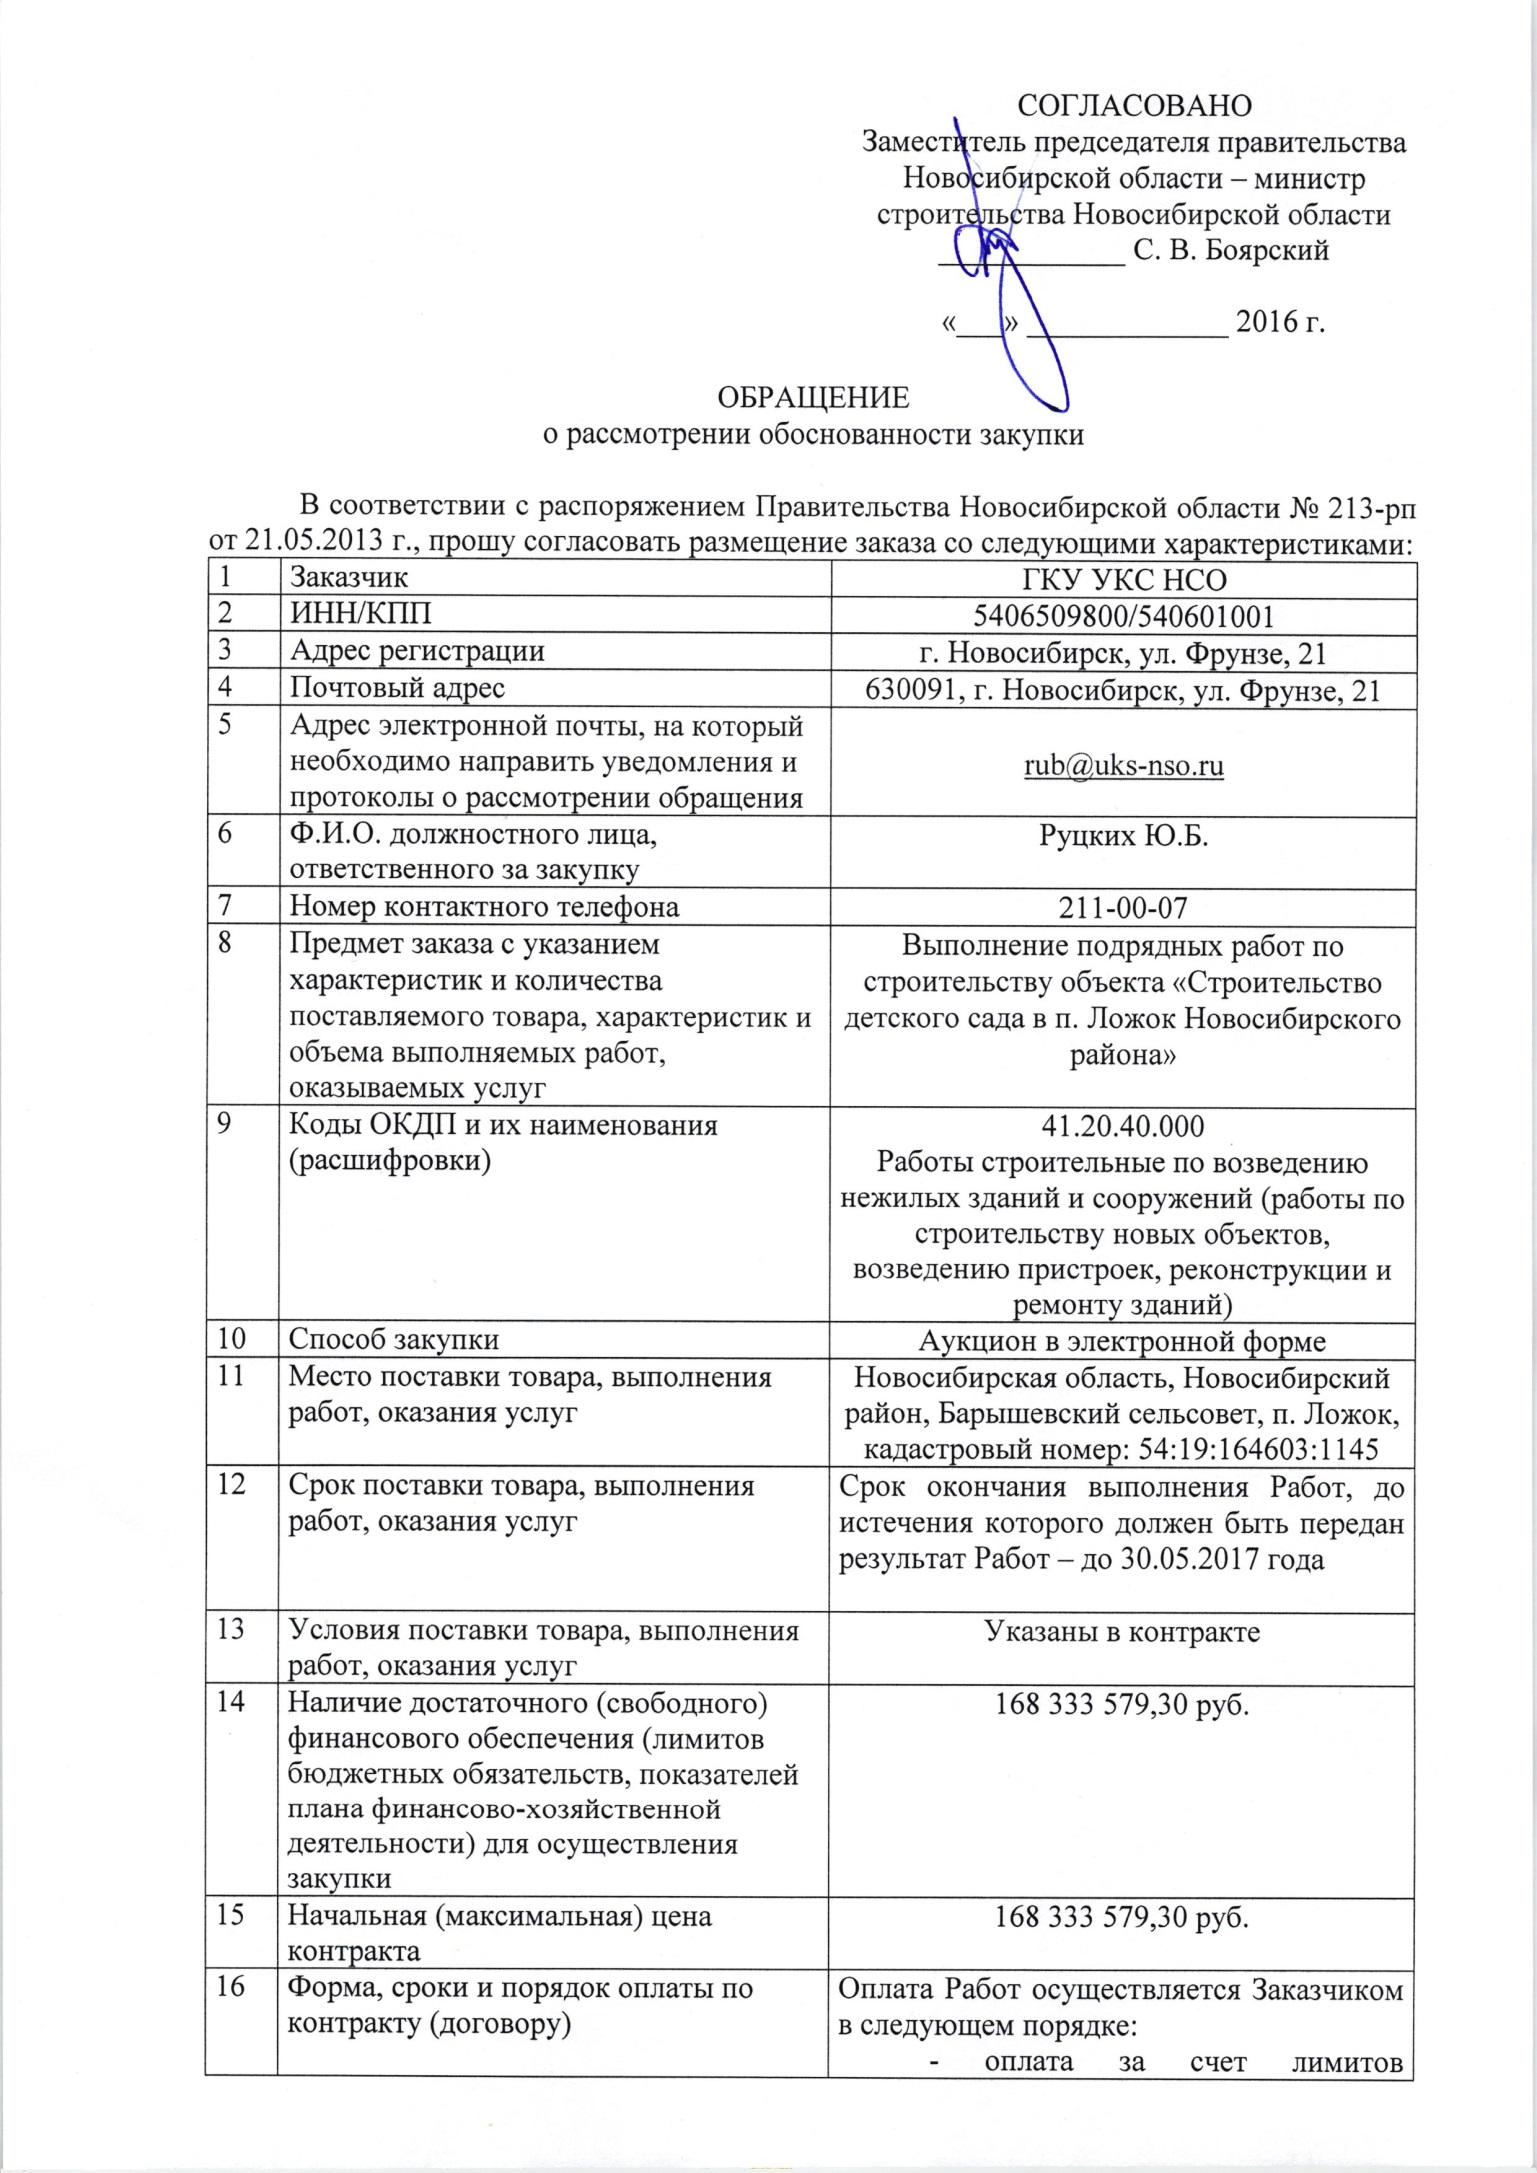 СОГЛАСОВАНО
Заместитель председателя правительства
Новосибирской области – министр
строительства Новосибирской области
____________ С. В. Боярский
«___» _____________ 2016 г.
ОБРАЩЕНИЕ
о рассмотрении обоснованности закупки
В соответствии с распоряжением Правительства Новосибирской области № 213-рп
от 21.05.2013 г., прошу согласовать размещение заказа со следующими характеристиками:
1 Заказчик ГКУ УКС НСО
2 ИНН/КПП 5406509800/540601001
3 Адрес регистрации г. Новосибирск, ул. Фрунзе, 21
4 Почтовый адрес 630091, г. Новосибирск, ул. Фрунзе, 21
5 Адрес электронной почты, на который
необходимо направить уведомления и
протоколы о рассмотрении обращения
rub@uks-nso.ru
6 Ф.И.О. должностного лица,
ответственного за закупку
Руцких Ю.Б.
7 Номер контактного телефона 211-00-07
8 Предмет заказа с указанием
характеристик и количества
поставляемого товара, характеристик и
объема выполняемых работ,
оказываемых услуг
Выполнение подрядных работ по
строительству объекта «Строительство
детского сада в п. Ложок Новосибирского
района»
9 Коды ОКДП и их наименования
(расшифровки)
41.20.40.000
Работы строительные по возведению
нежилых зданий и сооружений (работы по
строительству новых объектов,
возведению пристроек, реконструкции и
ремонту зданий)
10 Способ закупки Аукцион в электронной форме
11 Место поставки товара, выполнения
работ, оказания услуг
Новосибирская область, Новосибирский
район, Барышевский сельсовет, п. Ложок,
кадастровый номер: 54:19:164603:1145
12 Срок поставки товара, выполнения
работ, оказания услуг
Срок окончания выполнения Работ, до
истечения которого должен быть передан
результат Работ – до 30.05.2017 года
13 Условия поставки товара, выполнения
работ, оказания услуг
Указаны в контракте
14 Наличие достаточного (свободного)
финансового обеспечения (лимитов
бюджетных обязательств, показателей
плана финансово-хозяйственной
деятельности) для осуществления
закупки
168 333 579,30 руб.
15 Начальная (максимальная) цена
контракта
168 333 579,30 руб.
16 Форма, сроки и порядок оплаты по
контракту (договору)
Оплата Работ осуществляется Заказчиком
в следующем порядке:
- оплата за счет лимитов